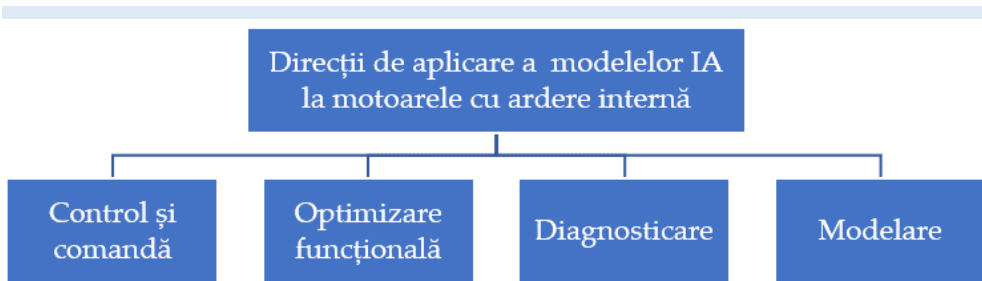 Direcții de aplicare a modelelor IA
la motoarele cu ardere internă
Control și
comandă
Optimizare
funcțională
Diagnosticare
Modelare